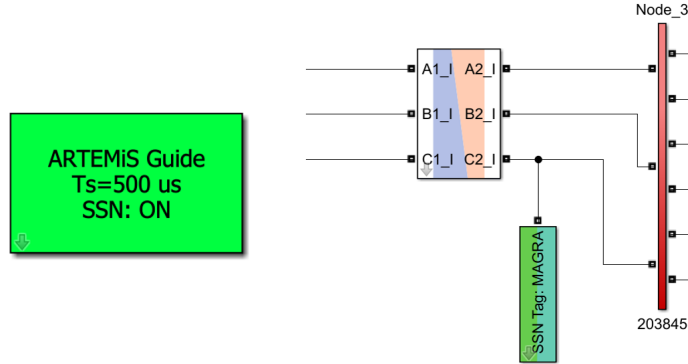 Node_3
A1_I A2_I
B1_I B2_I
C1_I C2_I
ARTEMiS Guide
Ts=500 us
SSN: ON
SSN Tag: MAGRA
203845